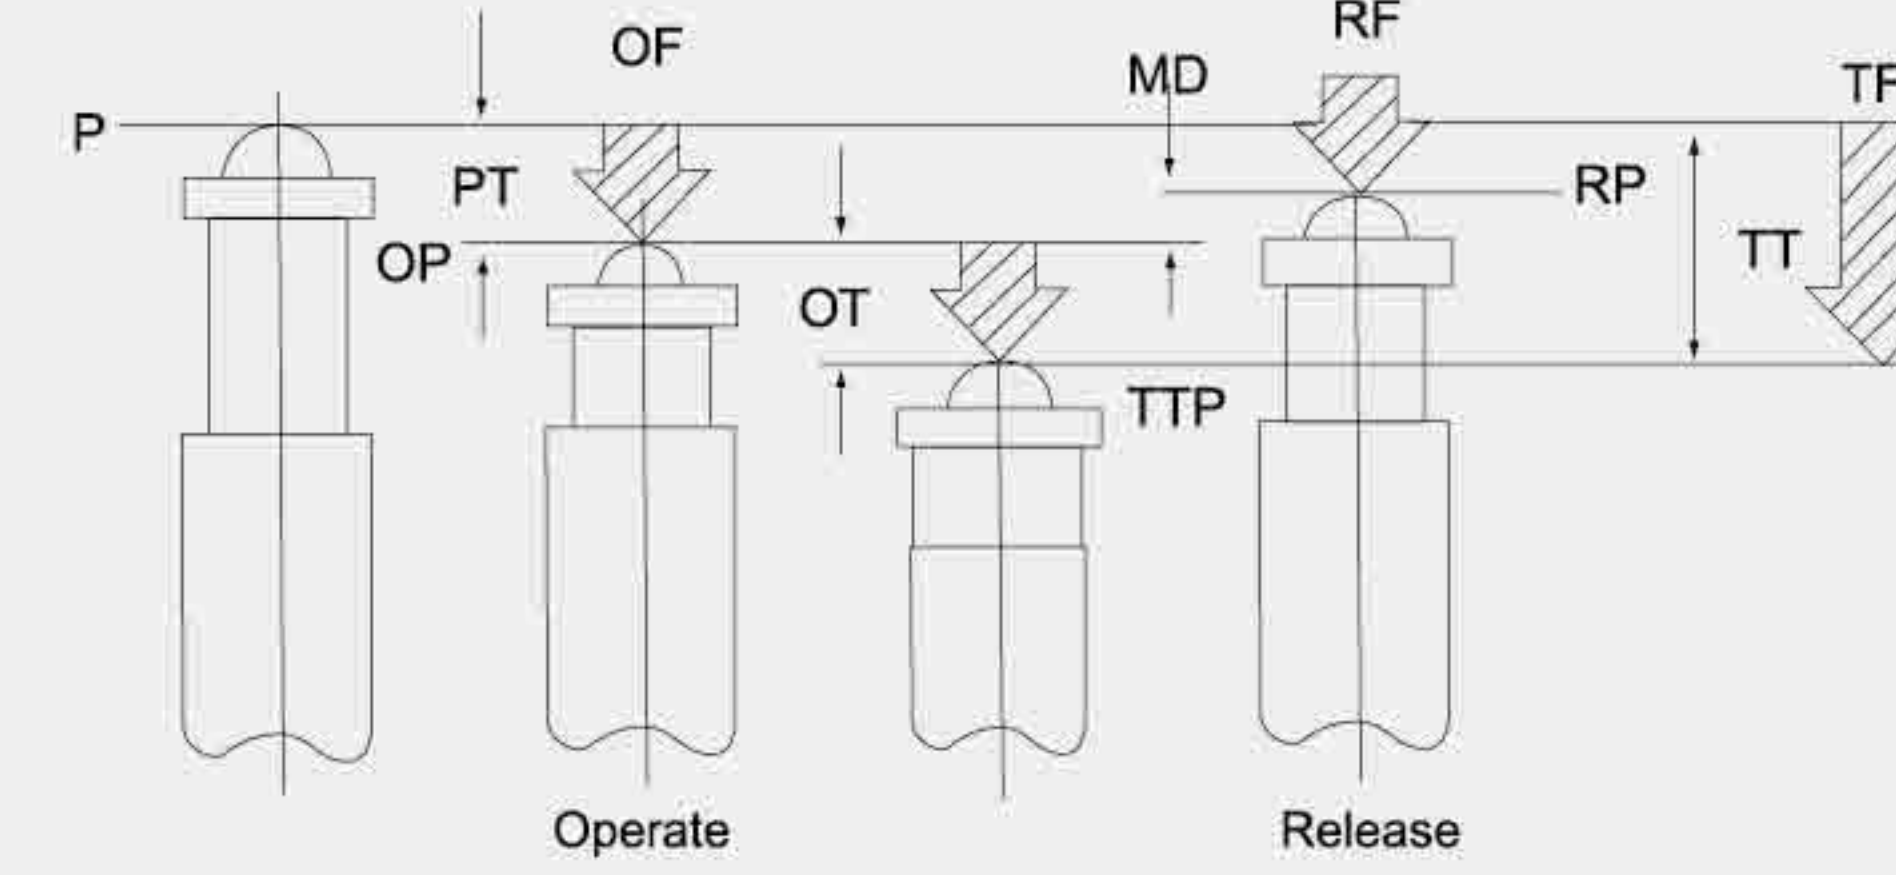 RF
OF
MD
TF
P
PT
RP
OP
TT
OT
TTP
Operate
Release